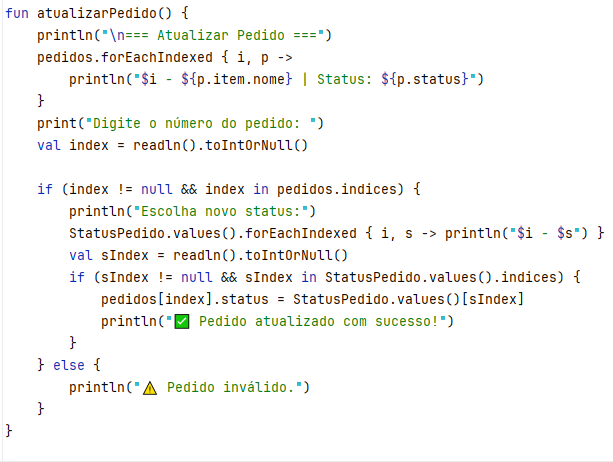 fun atualizarPedido() {
    println("\n=== Atualizar Pedido ===")
    pedidos.forEachIndexed { i, p ->
        println("$i - ${p.item.nome} | Status: ${p.status}")
    }
    print("Digite o número do pedido: ")
    val index = readln().toIntOrNull()

    if (index != null && index in pedidos.indices) {
        println("Escolha novo status:")
        StatusPedido.values().forEachIndexed { i, s -> println("$i - $s") }
        val sIndex = readln().toIntOrNull()
        if (sIndex != null && sIndex in StatusPedido.values().indices) {
            pedidos[index].status = StatusPedido.values()[sIndex]
            println("✅ Pedido atualizado com sucesso!")
        }
    } else {
        println("⚠️ Pedido inválido.")
    }
}